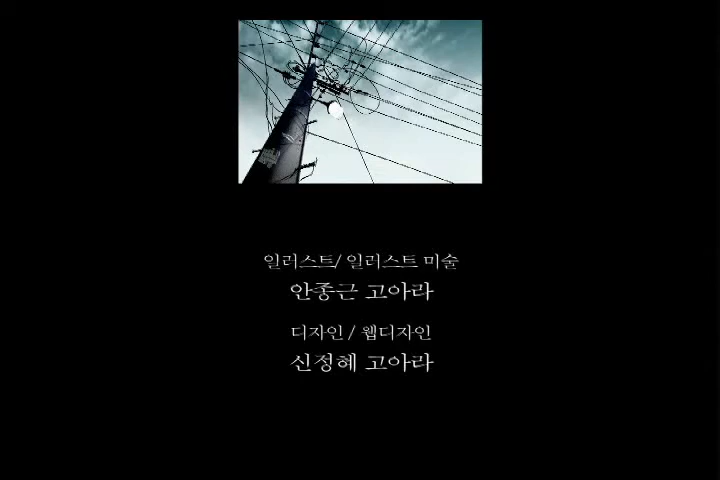 일러스트/ 일러스트 미술
안종근 고아라
디자인 / 웹디자인
신정혜 고아라